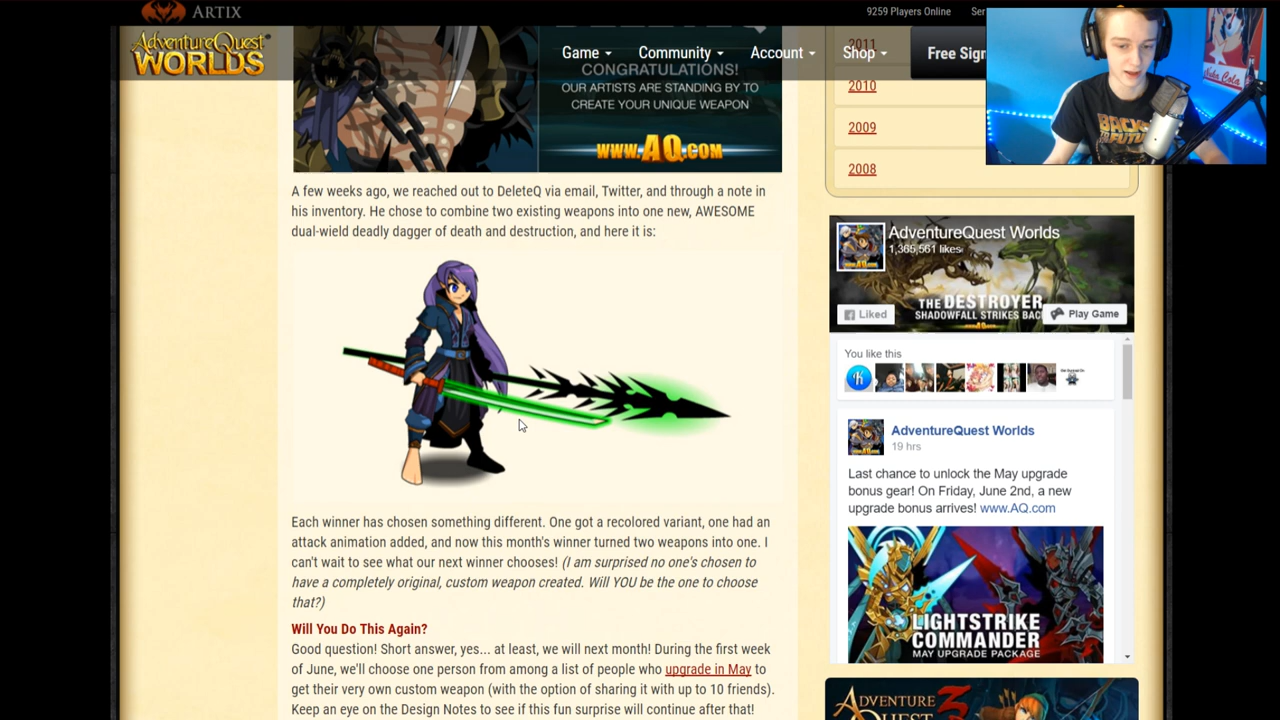 ARTIX
9259 Players Online
AdventureQuest
WORLDS
Game
Community
Account
Shop
Free Sign
CONGRATULATIONS!
OUR ARTISTS ARE STANDING BY TO
CREATE YOUR UNIQUE WEAPON
WWW.AQ.COM
2011
2010
2009
2008
BACK
FUTURE
Nuka Cola
A few weeks ago, we reached out to DeleteQ via email, Twitter, and through a note in
his inventory. He chose to combine two existing weapons into one new, AWESOME
dual-wield deadly dagger of death and destruction, and here it is:
Each winner has chosen something different. One got a recolored variant, one had an
attack animation added, and now this month's winner turned two weapons into one. I
can't wait to see what our next winner chooses! (I am surprised no one's chosen to
have a completely original, custom weapon created. Will YOU be the one to choose
that?)
Will You Do This Again?
Good question! Short answer, yes... at least, we will next month! During the first week
of June, we'll choose one person from among a list of people who upgrade in May to
get their very own custom weapon (with the option of sharing it with up to 10 friends).
Keep an eye on the Design Notes to see if this fun surprise will continue after that!
AdventureQuest Worlds
1,365,561 likes
THE DESTROYER
SHADOWFALL STRIKES BAC
Liked
Play Game
You like this
AdventureQuest Worlds
19 hrs
Last chance to unlock the May upgrade
bonus gear! On Friday, June 2nd, a new
upgrade bonus arrives! www.AQ.com
LIGHTSTRIKE
COMMANDER
MAY UPGRADE PACKAGE
ADVENTURE
QUEST 3